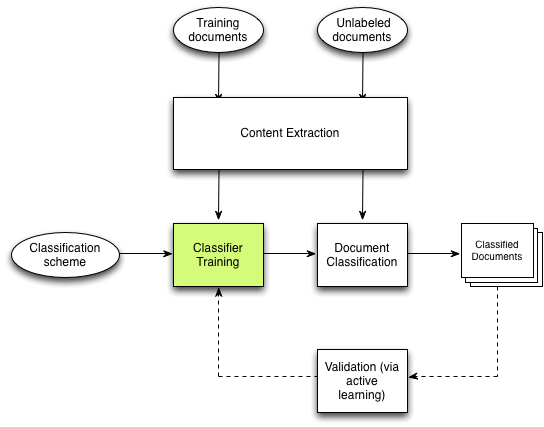 Training
documents
Unlabeled
documents
Content Extraction
Classification
scheme
Classifier
Training
Document
Classification
Classified
Documents
Validation (via
active
learning)